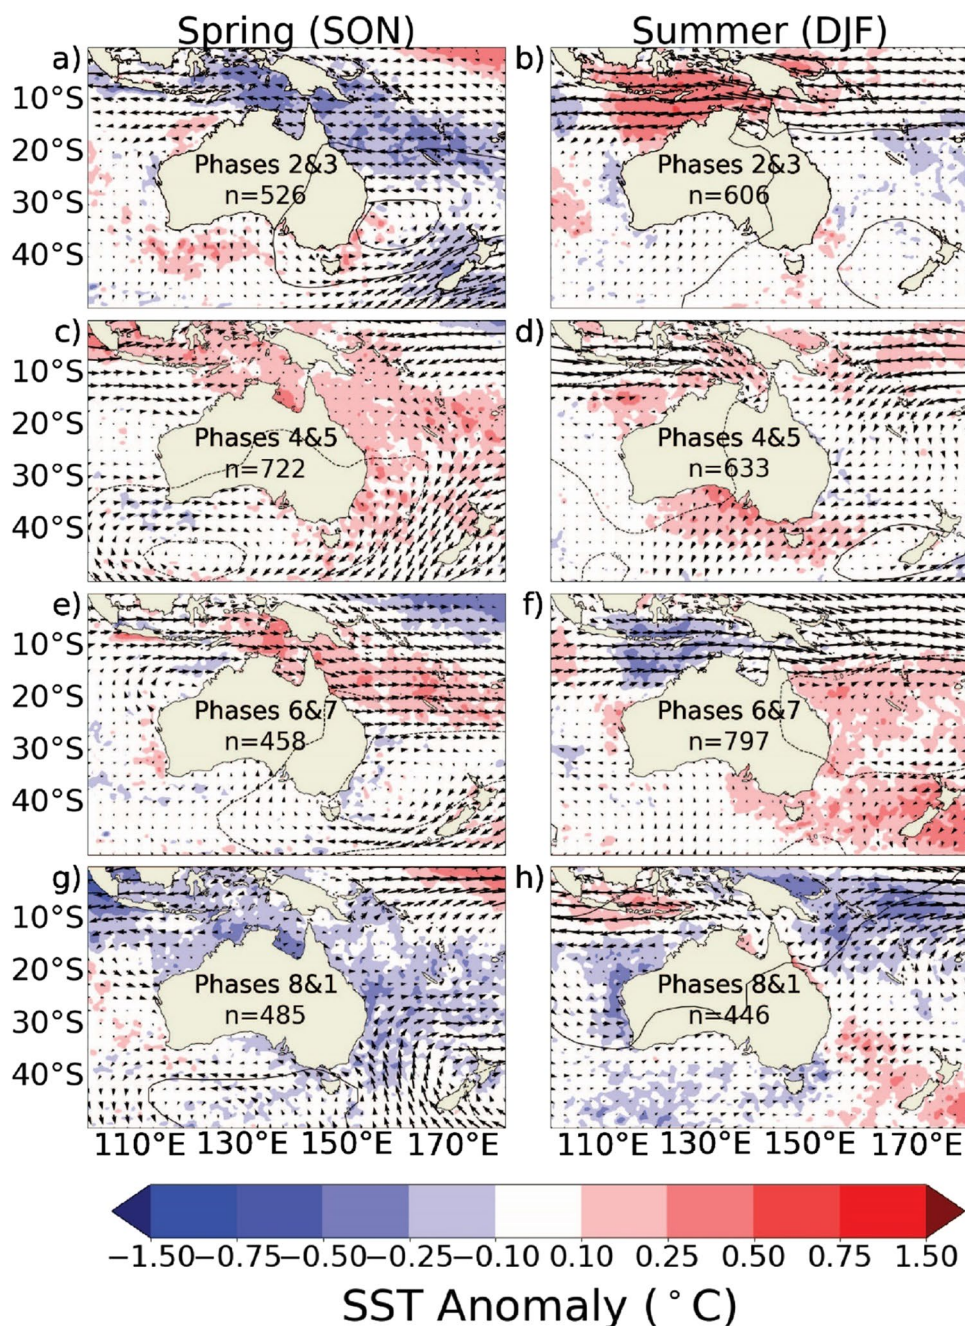 Spring (SON) Summer (DJF)
a) b)
10°S
20°S
30°S
40°S
Phases 2&3
n=526
Phases 2&3
n=606
c) d)
10°S
20°S
30°S
40°S
Phases 4&5
n=722
Phases 4&5
n=633
e) f)
10°S
20°S
30°S
40°S
Phases 6&7
n=458
Phases 6&7
n=797
g) h)
10°S
20°S
30°S
40°S
Phases 8&1
n=485
Phases 8&1
n=446
110°E 130°E 150°E 170°E 110°E 130°E 150°E 170°E
−1.50 −0.75 −0.50 −0.25 −0.10 0.10 0.25 0.50 0.75 1.50
SST Anomaly (°C)